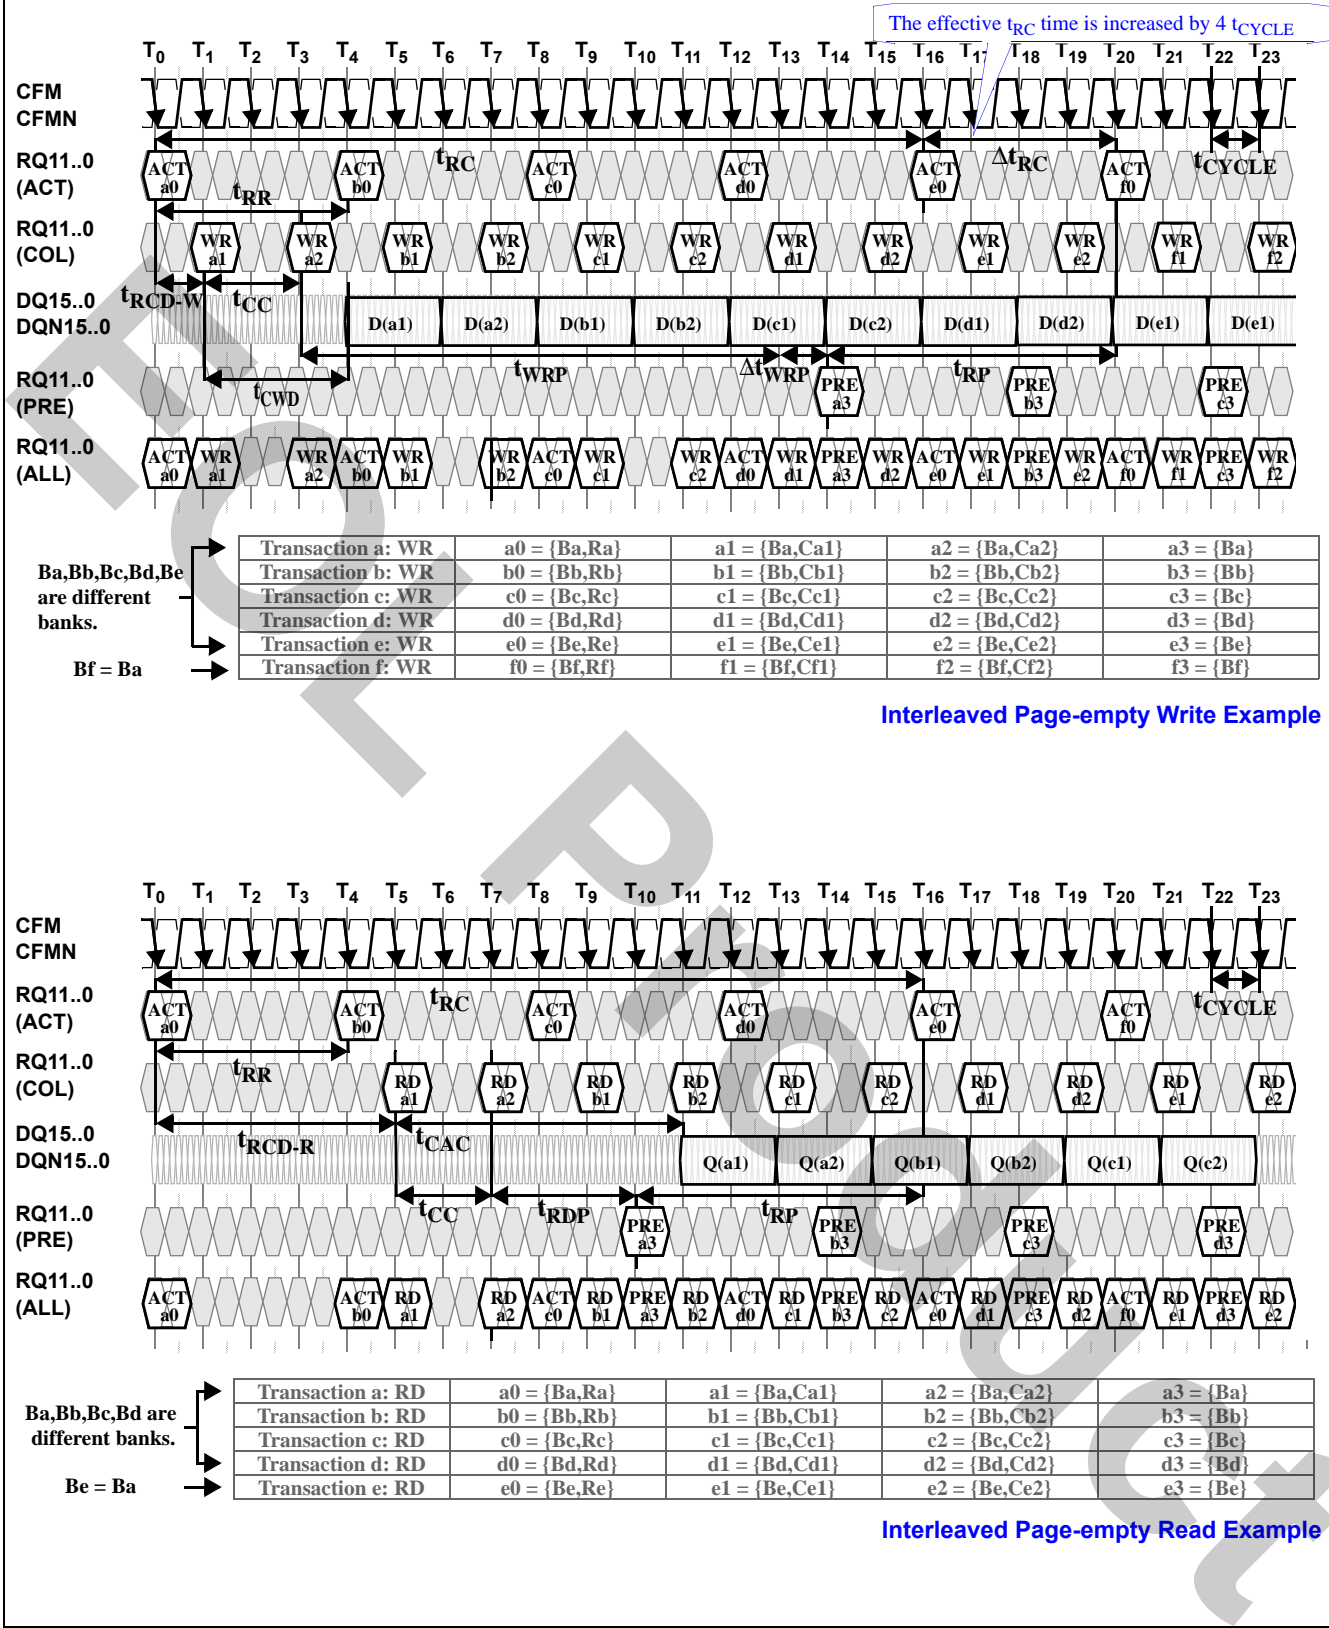 The effective tRC time is increased by 4 tCYCLE
T0 T1 T2 T3 T4 T5 T6 T7 T8 T9 T10 T11 T12 T13 T14 T15 T16 T17 T18 T19 T20 T21 T22 T23
CFM
CFMN
tRC ΔtRC tCYCLE
RQ11..0
(ACT)
ACT a0 ACT b0 ACT c0 ACT d0 ACT e0 ACT f0
tRR
RQ11..0
(COL)
WR a1 WR a2 WR b1 WR b2 WR c1 WR c2 WR d1 WR d2 WR e1 WR e2 WR f1 WR f2
tRCD-W tCC
DQ15..0
DQN15..0
D(a1) D(a2) D(b1) D(b2) D(c1) D(c2) D(d1) D(d2) D(e1) D(e1)
tWRP ΔtWRP tRP
tCWD
RQ11..0
(PRE)
PRE a3 PRE b3 PRE c3
RQ11..0
(ALL)
ACT a0 WR a1 WR a2 ACT b0 WR b1 WR b2 ACT c0 WR c1 WR c2 ACT d0 WR d1 PRE a3 WR d2 ACT e0 WR e1 PRE b3 WR e2 ACT f0 WR f1 PRE c3 WR f2
Ba,Bb,Bc,Bd,Be
are different
banks.
Bf = Ba
Transaction a: WR a0 = {Ba,Ra} a1 = {Ba,Ca1} a2 = {Ba,Ca2} a3 = {Ba}
Transaction b: WR b0 = {Bb,Rb} b1 = {Bb,Cb1} b2 = {Bb,Cb2} b3 = {Bb}
Transaction c: WR c0 = {Bc,Rc} c1 = {Bc,Cc1} c2 = {Bc,Cc2} c3 = {Bc}
Transaction d: WR d0 = {Bd,Rd} d1 = {Bd,Cd1} d2 = {Bd,Cd2} d3 = {Bd}
Transaction e: WR e0 = {Be,Re} e1 = {Be,Ce1} e2 = {Be,Ce2} e3 = {Be}
Transaction f: WR f0 = {Bf,Rf} f1 = {Bf,Cf1} f2 = {Bf,Cf2} f3 = {Bf}
Interleaved Page-empty Write Example
EOL Product
T0 T1 T2 T3 T4 T5 T6 T7 T8 T9 T10 T11 T12 T13 T14 T15 T16 T17 T18 T19 T20 T21 T22 T23
CFM
CFMN
tRC tCYCLE
RQ11..0
(ACT)
ACT a0 ACT b0 ACT c0 ACT d0 ACT e0 ACT f0
tRR
RQ11..0
(COL)
RD a1 RD a2 RD b1 RD b2 RD c1 RD c2 RD d1 RD d2 RD e1 RD e2
tRCD-R tCAC
DQ15..0
DQN15..0
Q(a1) Q(a2) Q(b1) Q(b2) Q(c1) Q(c2)
tCC tRDP tRP
RQ11..0
(PRE)
PRE a3 PRE b3 PRE c3 PRE d3
RQ11..0
(ALL)
ACT a0 ACT b0 RD a1 RD a2 ACT c0 RD b1 PRE a3 RD b2 ACT d0 RD c1 PRE b3 RD c2 ACT e0 RD d1 PRE c3 RD d2 ACT f0 RD e1 PRE d3 RD e2
Ba,Bb,Bc,Bd are
different banks.
Be = Ba
Transaction a: RD a0 = {Ba,Ra} a1 = {Ba,Ca1} a2 = {Ba,Ca2} a3 = {Ba}
Transaction b: RD b0 = {Bb,Rb} b1 = {Bb,Cb1} b2 = {Bb,Cb2} b3 = {Bb}
Transaction c: RD c0 = {Bc,Rc} c1 = {Bc,Cc1} c2 = {Bc,Cc2} c3 = {Bc}
Transaction d: RD d0 = {Bd,Rd} d1 = {Bd,Cd1} d2 = {Bd,Cd2} d3 = {Bd}
Transaction e: RD e0 = {Be,Re} e1 = {Be,Ce1} e2 = {Be,Ce2} e3 = {Be}
Interleaved Page-empty Read Example